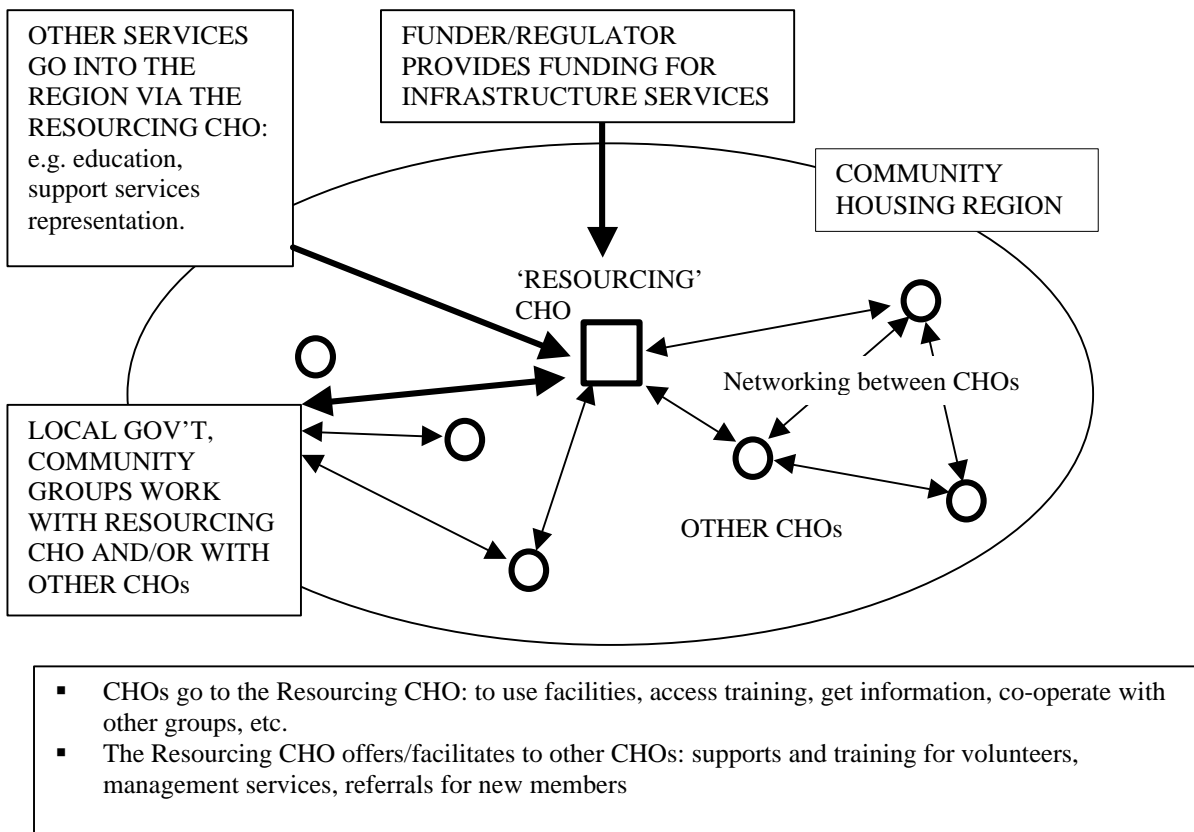 OTHER SERVICES
GO INTO THE
REGION VIA THE
RESOURCING CHO:
e.g. education,
support services
representation.
FUNDER/REGULATOR
PROVIDES FUNDING FOR
INFRASTRUCTURE SERVICES
COMMUNITY
HOUSING REGION
‘RESOURCING’
CHO
Networking between CHOs
LOCAL GOV’T,
COMMUNITY
GROUPS WORK
WITH RESOURCING
CHO AND/OR WITH
OTHER CHOs
OTHER CHOs
▪ CHOs go to the Resourcing CHO: to use facilities, access training, get information, co-operate with
other groups, etc.
▪ The Resourcing CHO offers/facilitates to other CHOs: supports and training for volunteers,
management services, referrals for new members